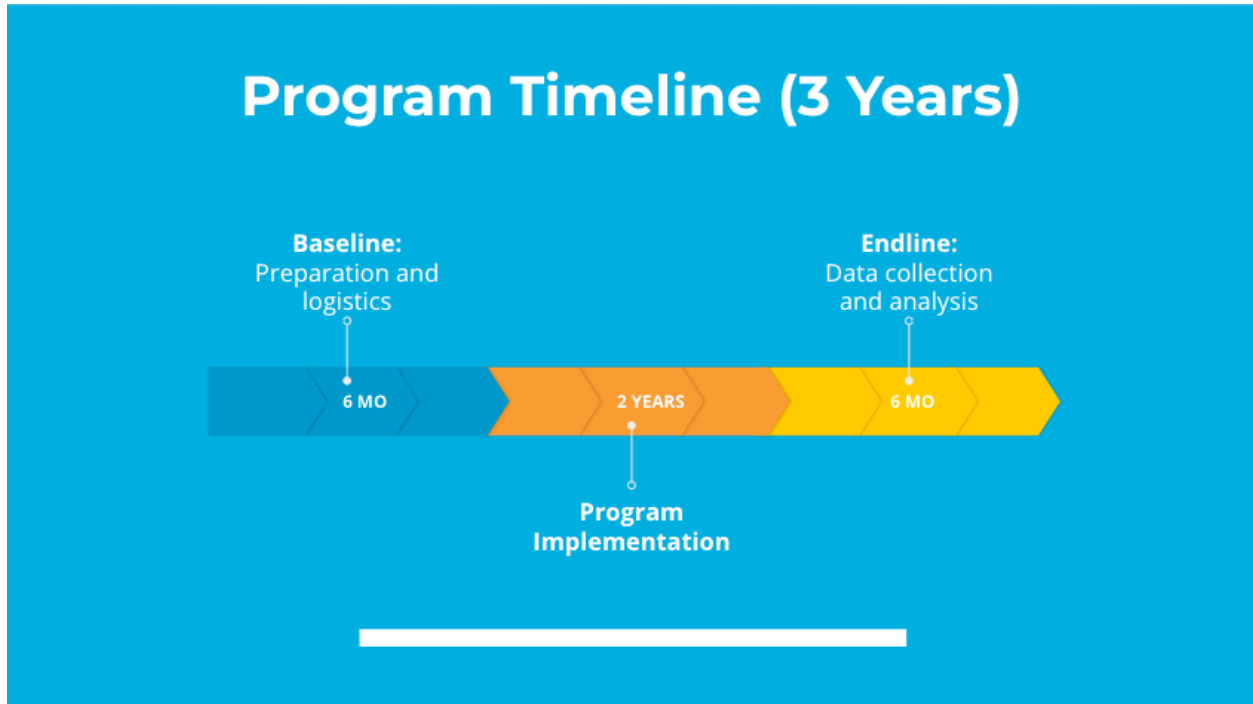 Program Timeline (3 Years)
Baseline:
Preparation and
logistics
Endline:
Data collection
and analysis
6 MO
2 YEARS
6 MO
Program
Implementation